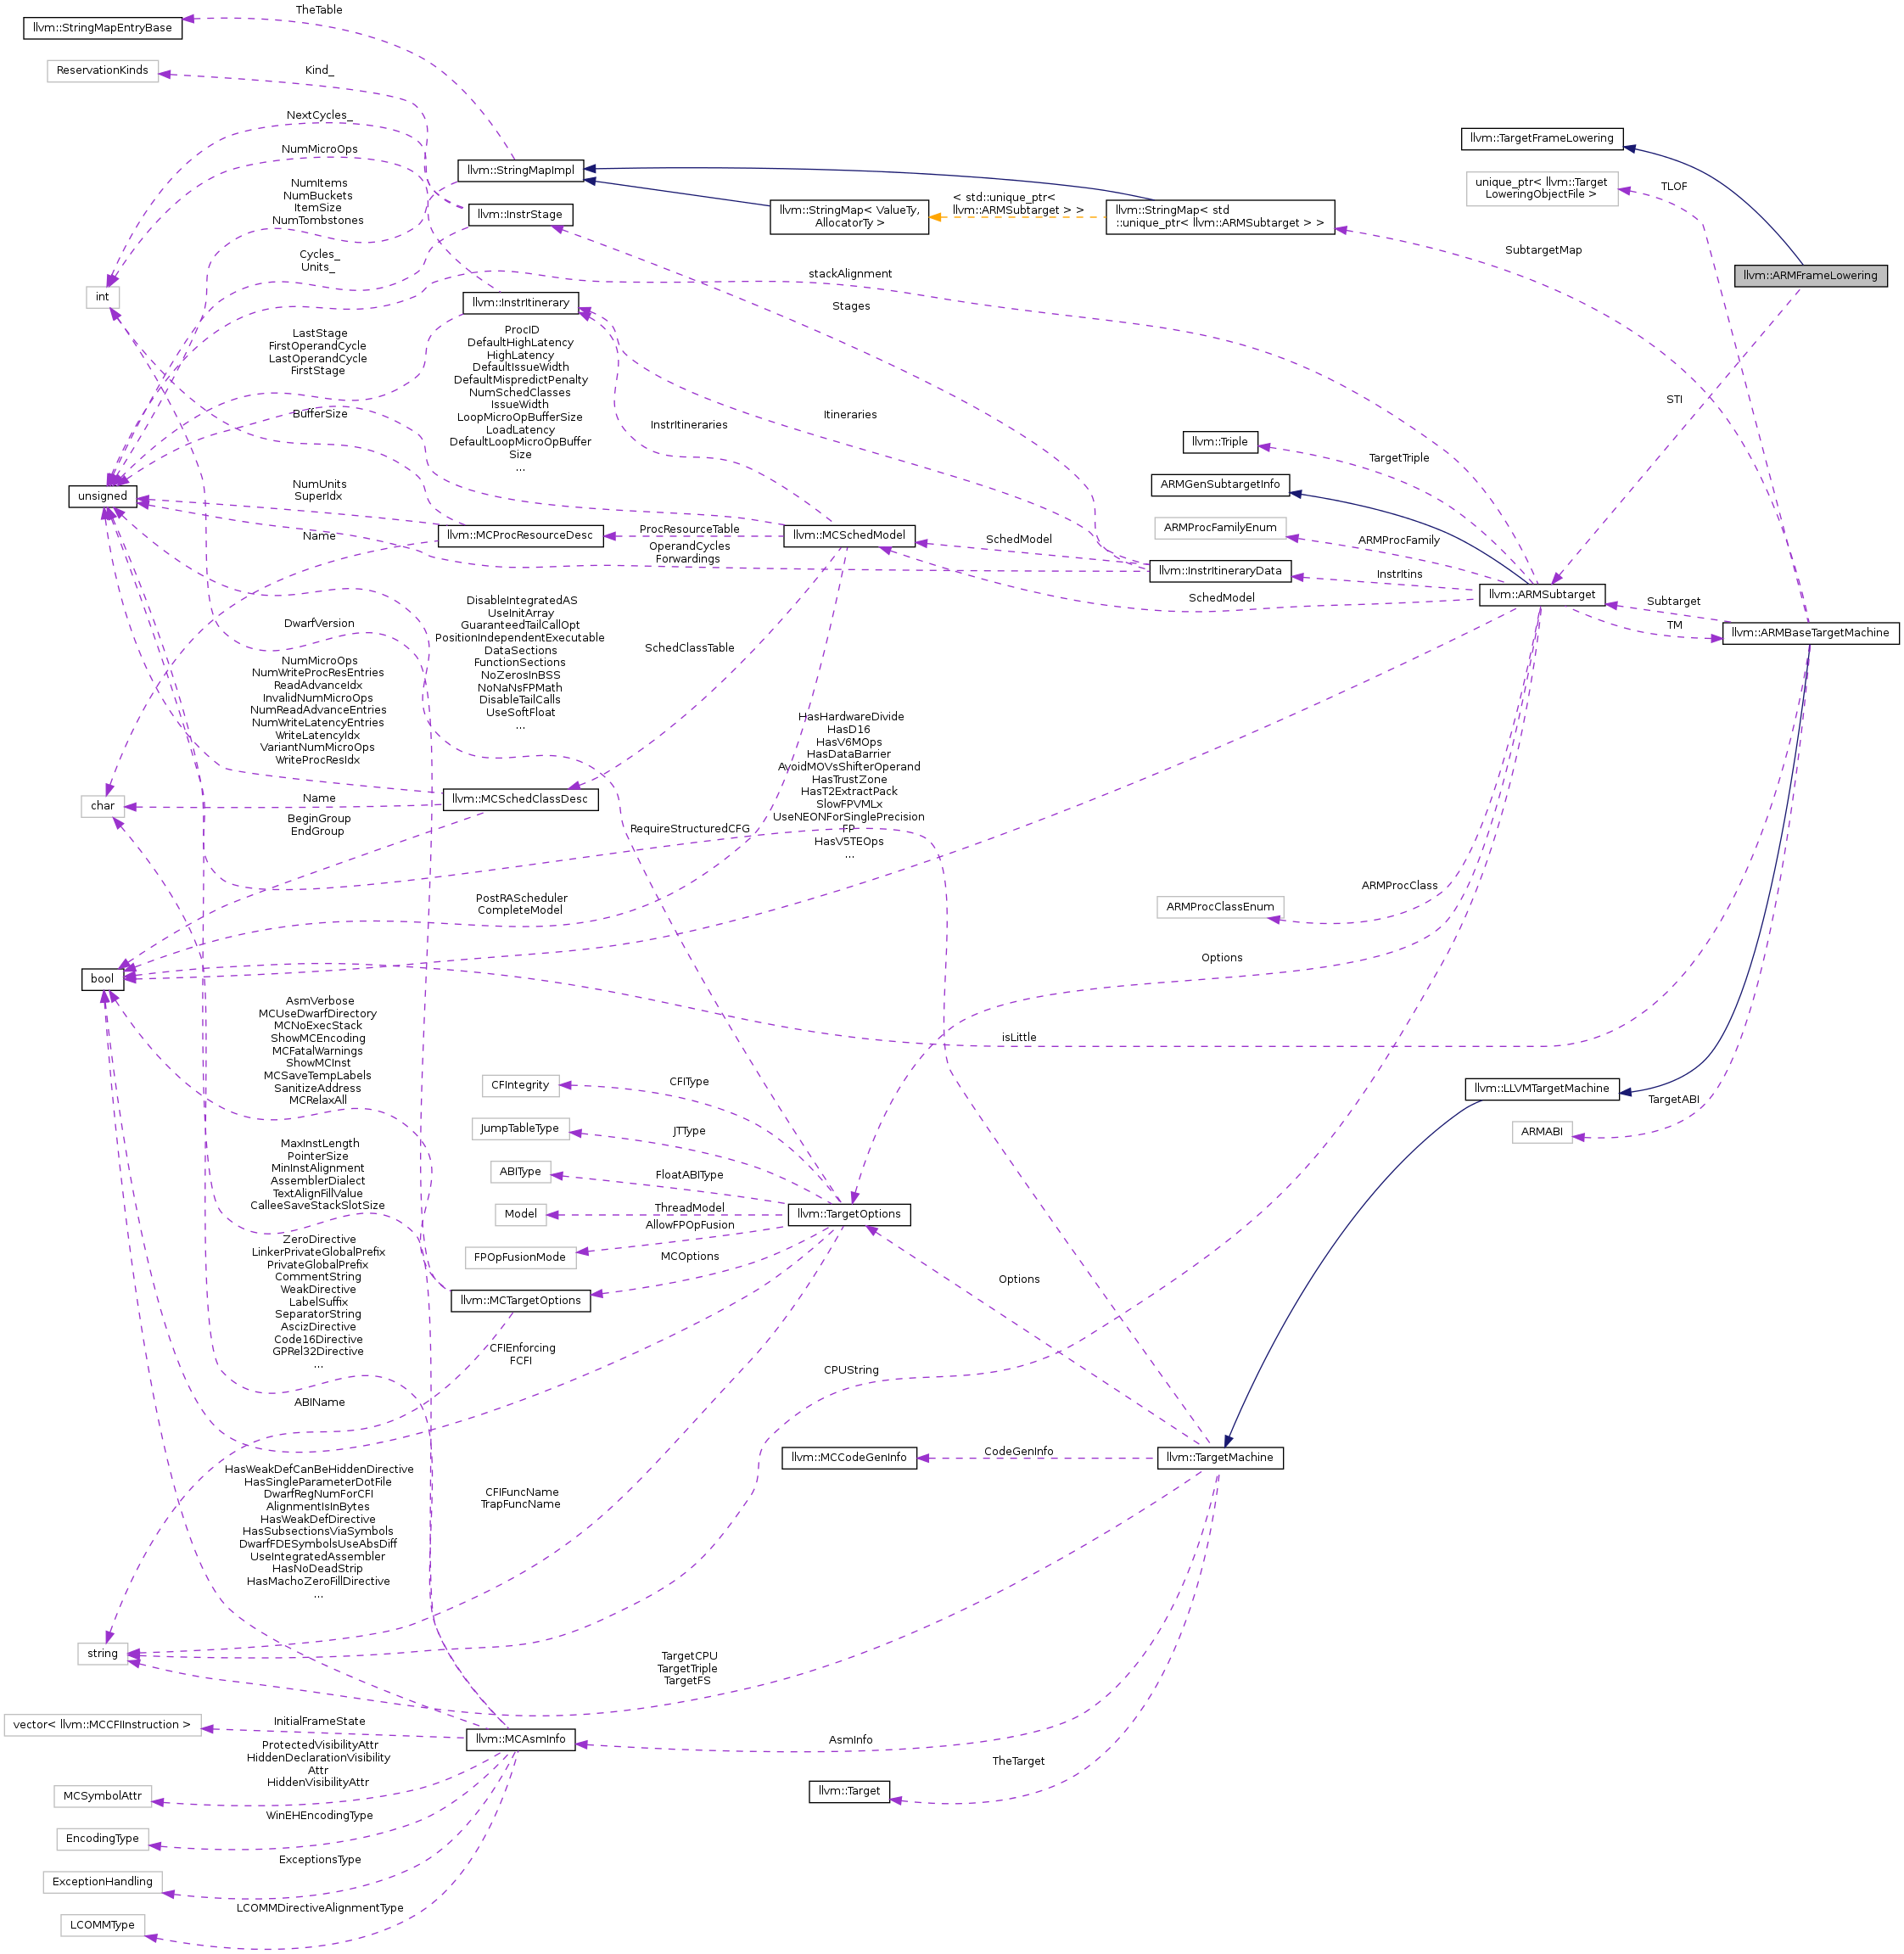 TheTable
llvm::StringMapEntryBase
ReservationKinds
Kind_
NextCycles_
NumMicroOps
llvm::TargetFrameLowering
llvm::StringMapImpl
unique_ptr< llvm::Target
LoweringObjectFile >
TLOF
NumItems
NumBuckets
ItemSize
NumTombstones
< std::unique_ptr<
llvm::ARMSubtarget > >
llvm::InstrStage
llvm::StringMap< ValueTy,
AllocatorTy >
llvm::StringMap< std
::unique_ptr< llvm::ARMSubtarget > >
SubtargetMap
Cycles_
Units_
stackAlignment
llvm::ARMFrameLowering
int
llvm::InstrItinerary
Stages
LastStage
FirstOperandCycle
LastOperandCycle
FirstStage
ProcID
DefaultHighLatency
HighLatency
DefaultIssueWidth
DefaultMispredictPenalty
NumSchedClasses
IssueWidth
LoopMicroOpBufferSize
LoadLatency
DefaultLoopMicroOpBuffer
Size
...
BufferSize
InstrItineraries
Itineraries
STI
llvm::Triple
TargetTriple
ARMGenSubtargetInfo
unsigned
NumUnits
SuperIdx
ARMProcFamilyEnum
ARMProcFamily
Name
llvm::MCProcResourceDesc
ProcResourceTable
llvm::MCSchedModel
SchedModel
OperandCycles
Forwardings
llvm::InstrItineraryData
InstrItins
llvm::ARMSubtarget
SchedModel
Subtarget
TM
llvm::ARMBaseTargetMachine
DwarfVersion
DisableIntegratedAS
UseInitArray
GuaranteedTailCallOpt
PositionIndependentExecutable
DataSections
FunctionSections
NoZerosInBSS
NoNaNsFPMath
DisableTailCalls
UseSoftFloat
...
SchedClassTable
NumMicroOps
NumWriteProcResEntries
ReadAdvanceIdx
InvalidNumMicroOps
NumReadAdvanceEntries
NumWriteLatencyEntries
WriteLatencyIdx
VariantNumMicroOps
WriteProcResIdx
HasHardwareDivide
HasD16
HasV6MOps
HasDataBarrier
AvoidMOVsShifterOperand
HasTrustZone
HasT2ExtractPack
SlowFPVMLx
UseNEONForSinglePrecision
FP
HasV5TEOps
...
char
Name
llvm::MCSchedClassDesc
BeginGroup
EndGroup
RequireStructuredCFG
PostRAScheduler
CompleteModel
ARMProcClassEnum
ARMProcClass
bool
Options
AsmVerbose
MCUseDwarfDirectory
MCNoExecStack
ShowMCEncoding
MCFatalWarnings
ShowMCInst
MCSaveTempLabels
SanitizeAddress
MCRelaxAll
isLittle
CFIntegrity
CFIType
llvm::LLVMTargetMachine
TargetABI
JumpTableType
JTType
ARMABI
MaxInstLength
PointerSize
MinInstAlignment
AssemblerDialect
TextAlignFillValue
CalleeSaveStackSlotSize
ABIType
FloatABIType
Model
ThreadModel
llvm::TargetOptions
AllowFPOpFusion
FPOpFusionMode
MCOptions
Options
ZeroDirective
LinkerPrivateGlobalPrefix
PrivateGlobalPrefix
CommentString
WeakDirective
LabelSuffix
SeparatorString
AscizDirective
Code16Directive
GPRel32Directive
...
llvm::MCTargetOptions
CFIEnforcing
FCFI
CPUString
ABIName
CodeGenInfo
llvm::MCCodeGenInfo
llvm::TargetMachine
HasWeakDefCanBeHiddenDirective
HasSingleParameterDotFile
DwarfRegNumForCFI
AlignmentIsInBytes
HasWeakDefDirective
HasSubsectionsViaSymbols
DwarfFDESymbolsUseAbsDiff
UseIntegratedAssembler
HasNoDeadStrip
HasMachoZeroFillDirective
...
CFIFuncName
TrapFuncName
string
TargetCPU
TargetTriple
TargetFS
vector< llvm::MCCFIInstruction >
InitialFrameState
llvm::MCAsmInfo
AsmInfo
ProtectedVisibilityAttr
HiddenDeclarationVisibility
Attr
HiddenVisibilityAttr
TheTarget
MCSymbolAttr
llvm::Target
WinEHEncodingType
EncodingType
ExceptionsType
ExceptionHandling
LCOMMDirectiveAlignmentType
LCOMMType